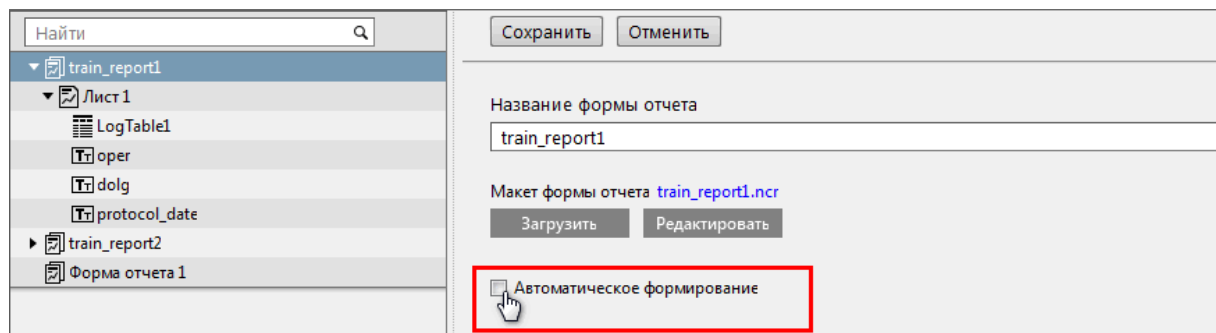 Найти
train_report1
Лист 1
LogTable1
oper
dolg
protocol_date
train_report2
Форма отчета 1
Сохранить Отменить
Название формы отчета
train_report1
Макет формы отчета train_report1.ncr
Загрузить Редактировать
Автоматическое формирование